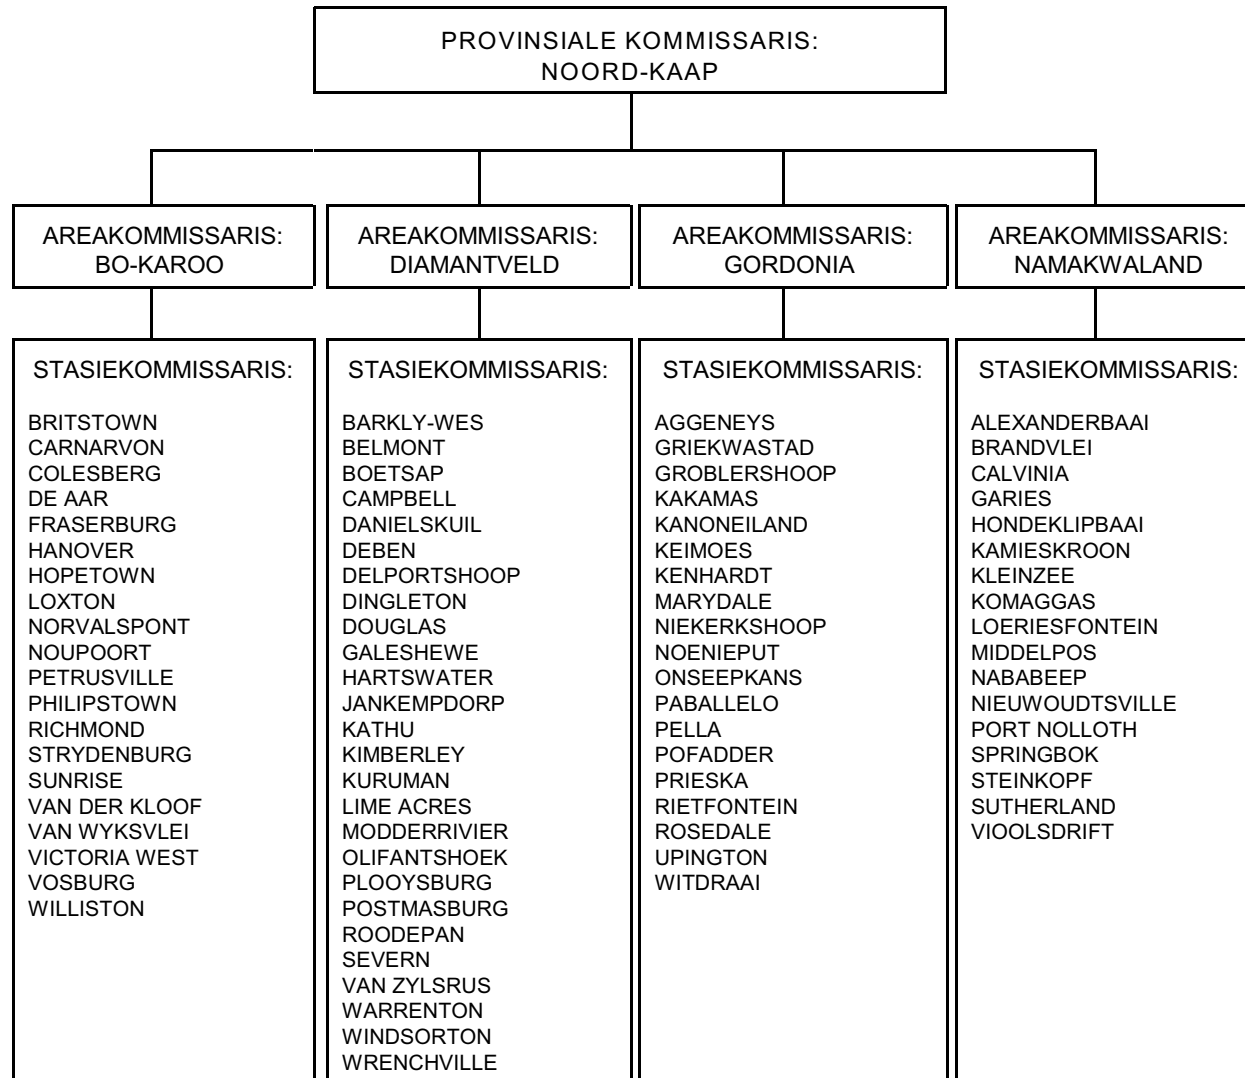 PROVINSIALE KOMMISSARIS:
NOORD-KAAP
AREAKOMMISSARIS:
BO-KAROO
STASIEKOMMISSARIS:
BRITSTOWN
CARNARVON
COLESBERG
DE AAR
FRASERBURG
HANOVER
HOPETOWN
LOXTON
NORVALSPONT
NOUPOORT
PETRUSVILLE
PHILIPSTOWN
RICHMOND
STRYDENBURG
SUNRISE
VAN DER KLOOF
VAN WYKSVLEI
VICTORIA WEST
VOSBURG
WILLISTON
AREAKOMMISSARIS:
DIAMANTVELD
STASIEKOMMISSARIS:
BARKLY-WES
BELMONT
BOETSAP
CAMPBELL
DANIELSKUIL
DEBEN
DELPORTSHOOP
DINGLETON
DOUGLAS
GALESHEWE
HARTSWATER
JANKEMPDORP
KATHU
KIMBERLEY
KURUMAN
LIME ACRES
MODDERRIVIER
OLIFANTSHOEK
PLOOYSBURG
POSTMASBURG
ROODEPAN
SEVERN
VAN ZYLSRUS
WARRENTON
WINDSORTON
WRENCHVILLE
AREAKOMMISSARIS:
GORDONIA
STASIEKOMMISSARIS:
AGGENEYS
GRIEKWASTAD
GROBLERSHOOP
KAKAMAS
KANONEILAND
KEIMOES
KENHARDT
MARYDALE
NIEKERKSHOOP
NOENIEPUT
ONSEEPKANS
PABALLELO
PELLA
POFADDER
PRIESKA
RIETFONTEIN
ROSEDALE
UPINGTON
WITDRAAI
AREAKOMMISSARIS:
NAMAKWALAND
STASIEKOMMISSARIS:
ALEXANDERBAAI
BRANDVLEI
CALVINIA
GARIES
HONDEKLIPBAAI
KAMIESKROON
KLEINZEE
KOMAGGAS
LOERIESFONTEIN
MIDDELPOS
NABABEEP
NIEUWOUDTSVILLE
PORT NOLLOTH
SPRINGBOK
STEINKOPF
SUTHERLAND
VIOOLSDRIFT